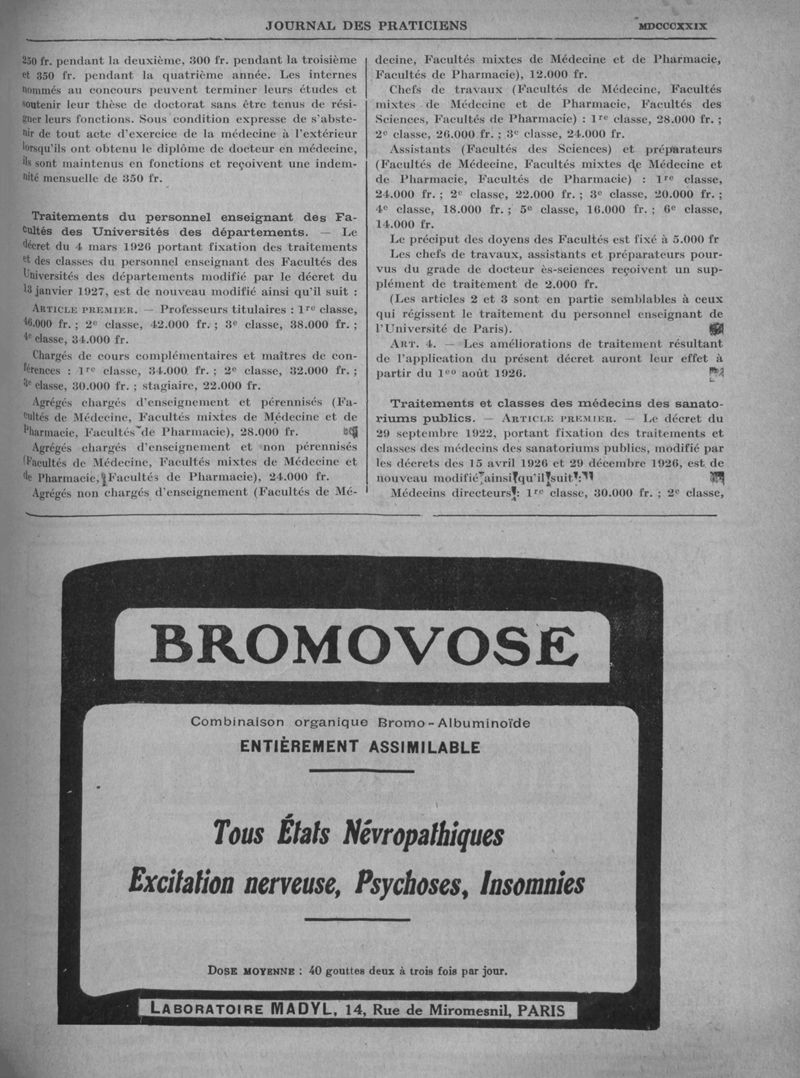 JOURNAL DES PRATICIENS
MDCCCXXIX
250 fr. pendant la deuxième, 300 fr. pendant la troisième
et 350 fr. pendant la quatrième année. Les internes
nommés au concours peuvent terminer leurs études et
soutenir leur thèse de doctorat sans être tenus de rési-
gner leurs fonctions. Sous condition expresse de s'abste-
nir de tout acte d'exercice de la médecine à l'extérieur
lorsqu'ils ont obtenu le diplôme de docteur en médecine,
ils sont maintenus en fonctions et reçoivent une indem-
nité mensuelle de 350 fr.
Traitements du personnel enseignant des Fa-
cultés des Universités des départements. — Le
décret du 4 mars 1926 portant fixation des traitements
et des classes du personnel enseignant des Facultés des
Universités des départements modifié par le décret du
13 janvier 1927, est de nouveau modifié ainsi qu'il suit :
ARTICLE PREMIER. — Professeurs titulaires : 1re classe,
46.000 fr. ; 2e classe, 42.000 fr. ; 3e classe, 38.000 fr. ;
4e classe, 34.000 fr.
Chargés de cours complémentaires et maîtres de con-
férences : 1re classe, 34.000 fr. ; 2e classe, 32.000 fr. ;
3e classe, 30.000 fr. ; stagiaire, 22.000 fr.
Agrégés chargés d'enseignement et pérennisés (Fa-
cultés de Médecine, Facultés mixtes de Médecine et de
Pharmacie, Facultés de Pharmacie), 28.000 fr.
Agrégés chargés d'enseignement et non pérennisés
(Facultés de Médecine, Facultés mixtes de Médecine et
de Pharmacie, Facultés de Pharmacie), 24.000 fr.
Agrégés non chargés d'enseignement (Facultés de Mé-
decine, Facultés mixtes de Médecine et de Pharmacie,
Facultés de Pharmacie), 12.000 fr.
Chefs de travaux (Facultés de Médecine, Facultés
mixtes de Médecine et de Pharmacie, Facultés des
Sciences, Facultés de Pharmacie) : 1re classe, 28.000 fr. ;
2e classe, 26.000 fr. ; 3e classe, 24.000 fr.
Assistants (Facultés des Sciences) et préparateurs
(Facultés de Médecine, Facultés mixtes de Médecine et
de Pharmacie, Facultés de Pharmacie) : 1re classe,
24.000 fr. ; 2e classe, 22.000 fr. ; 3e classe, 20.000 fr. ;
4e classe, 18.000 fr. ; 5e classe, 16.000 fr. ; 6e classe,
14.000 fr.
Le préciput des doyens des Facultés est fixé à 5.000 fr
Les chefs de travaux, assistants et préparateurs pour-
vus du grade de docteur ès-sciences reçoivent un sup-
plément de traitement de 2.000 fr.
(Les articles 2 et 3 sont en partie semblables à ceux
qui régissent le traitement du personnel enseignant de
l'Université de Paris).
ART. 4. — Les améliorations de traitement résultant
de l'application du présent décret auront leur effet à
partir du 1eo août 1926.
Traitements et classes des médecins des sanato-
riums publics. — ARTICLE PREMIER. — Le décret du
29 septembre 1922, portant fixation des traitements et
classes des médecins des sanatoriums publics, modifié par
les décrets des 15 avril 1926 et 29 décembre 1926, est de
nouveau modifié ainsi qu'il suit :
Médecins directeurs : 1re classe, 30.000 fr. ; 2e classe,
BROMOVOSE
Combinaison organique Bromo-Albuminoïde
ENTIÈREMENT ASSIMILABLE
Tous États Névropathiques
Excitation nerveuse, Psychoses, Insomnies
DOSE MOYENNE : 40 gouttes deux à trois fois par jour.
LABORATOIRE MADYL, 14, Rue de Miromesnil, PARIS